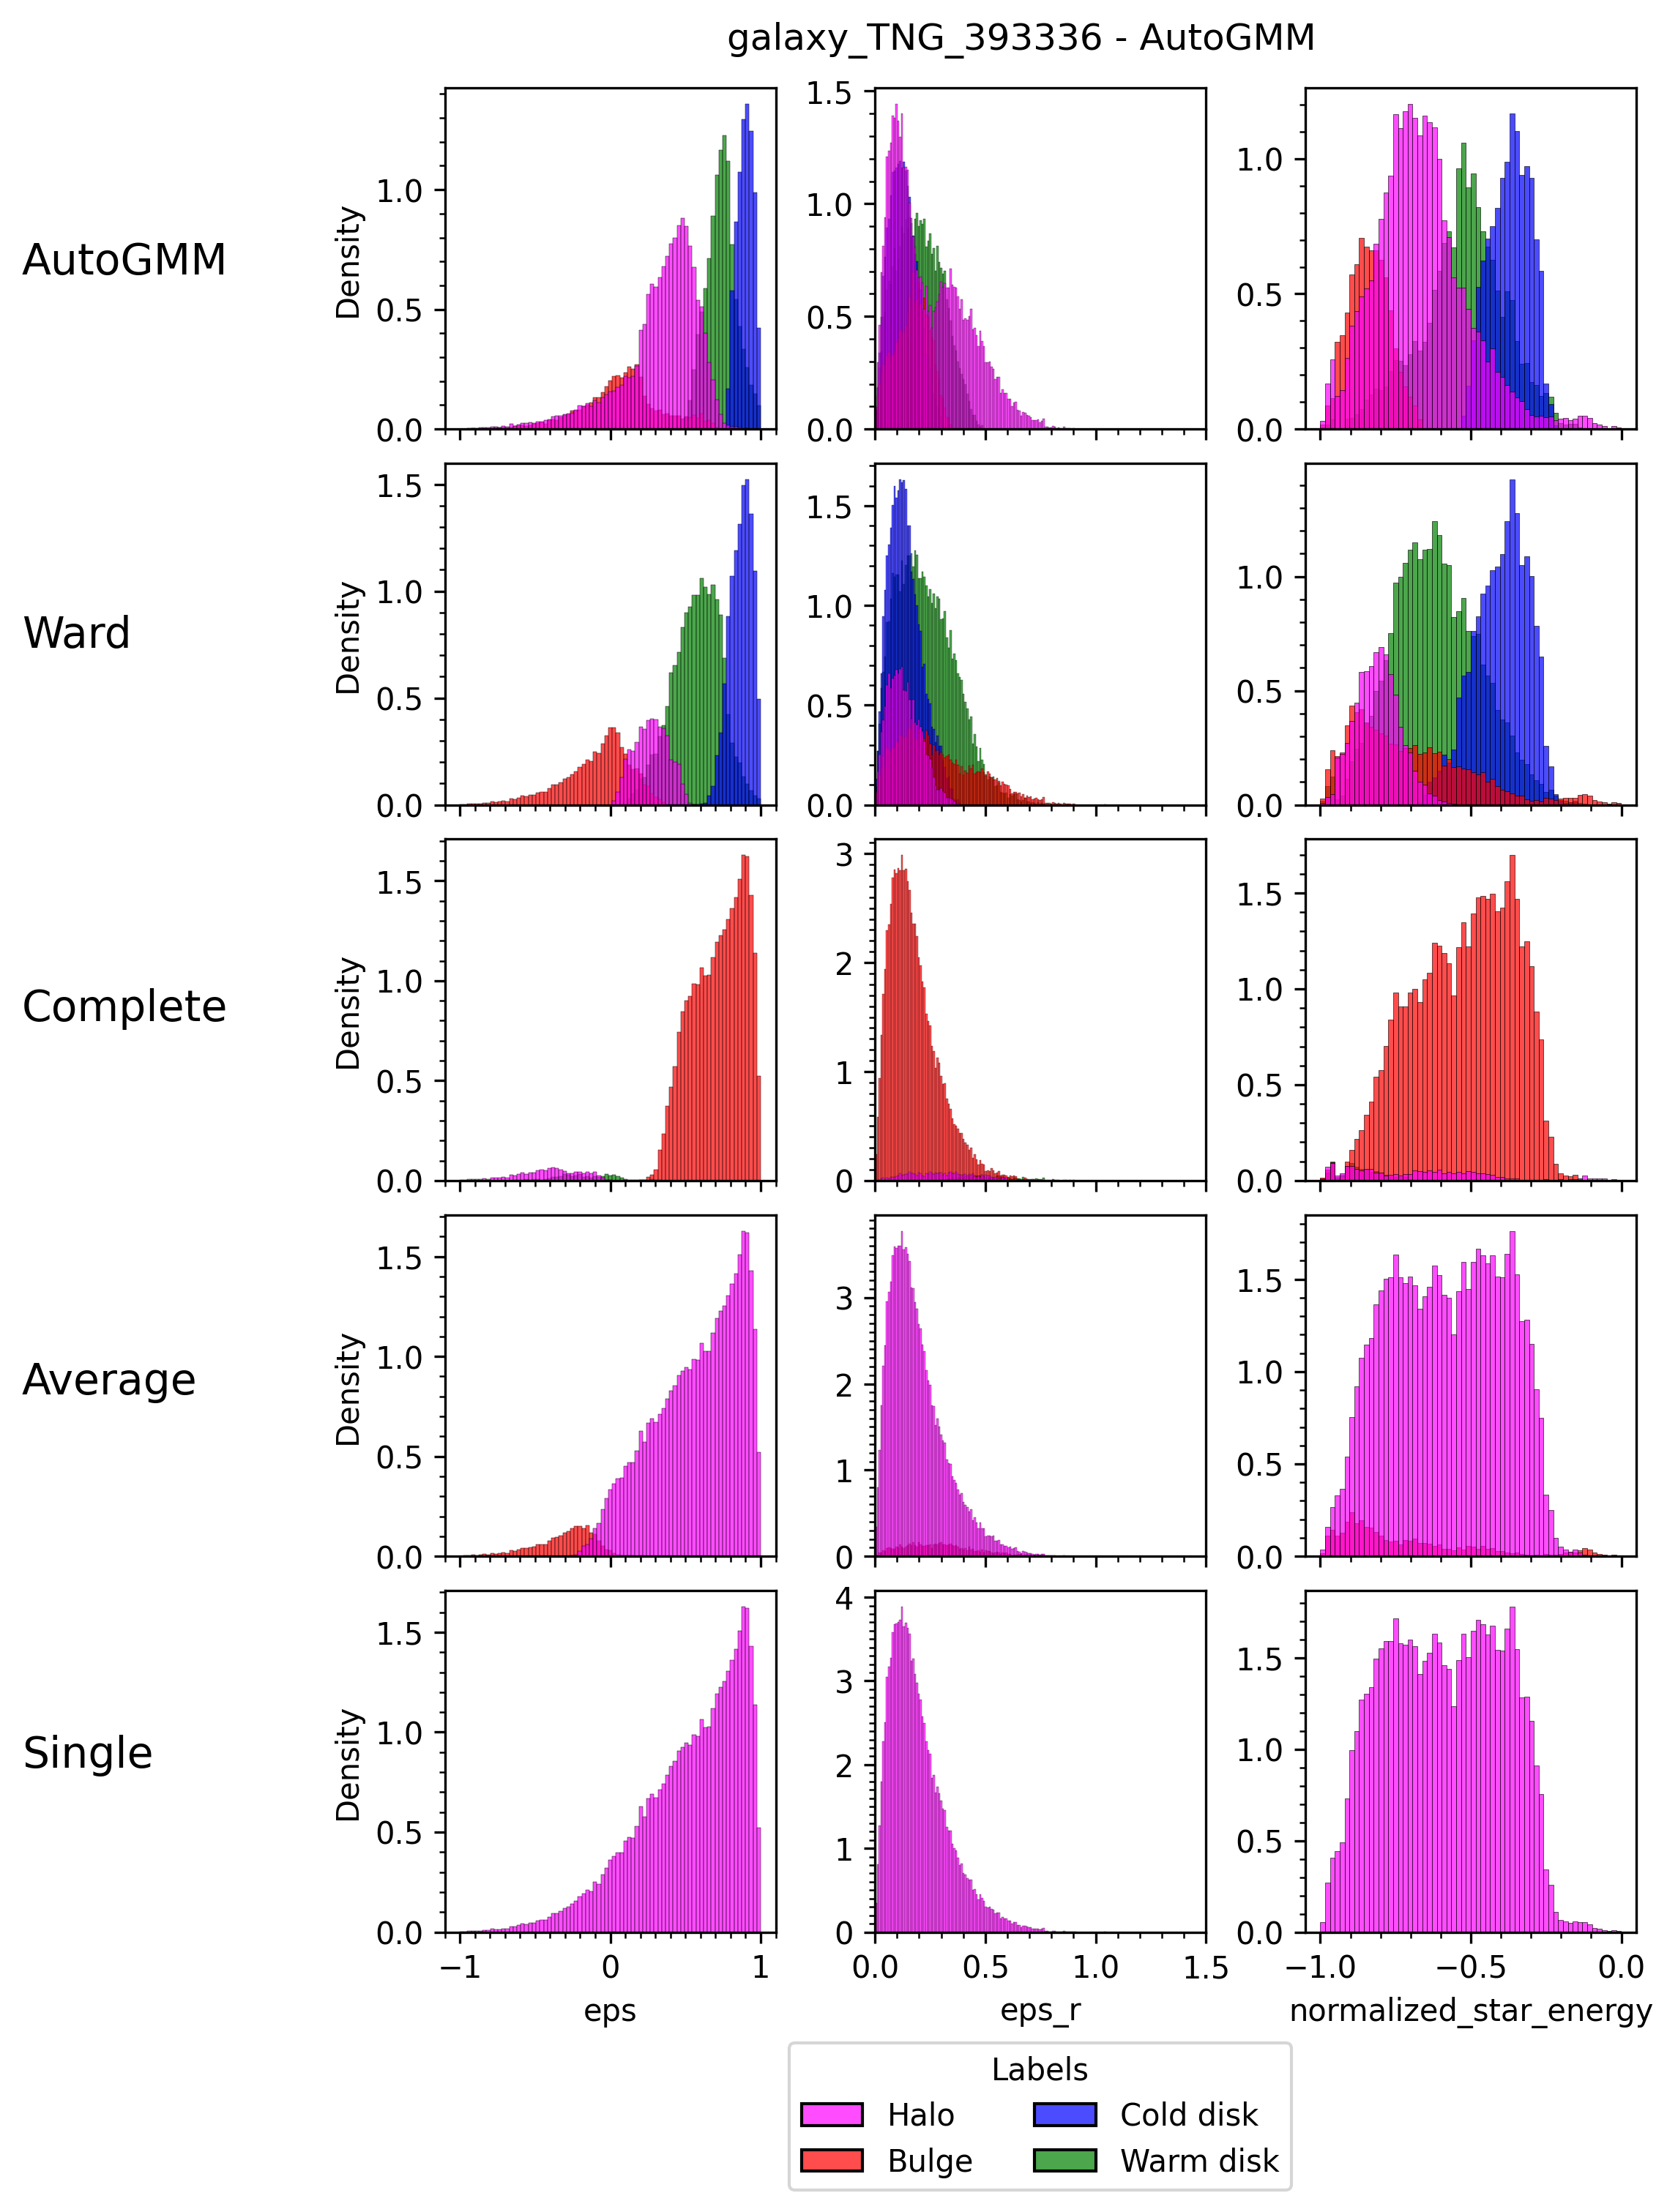 galaxy_TNG_393336 - AutoGMM
AutoGMM
Density
0.0
0.5
1.0
0.0
0.5
1.0
1.5
0.0
0.5
1.0
Ward
Density
0.0
0.5
1.0
1.5
0.0
0.5
1.0
1.5
0.0
0.5
1.0
Complete
Density
0.0
0.5
1.0
1.5
0
1
2
3
0.0
0.5
1.0
1.5
Average
Density
0.0
0.5
1.0
1.5
0
1
2
3
0.0
0.5
1.0
1.5
Single
Density
0.0
0.5
1.0
1.5
0
1
2
3
4
0.0
0.5
1.0
1.5
−1 0 1
0.0 0.5 1.0 1.5
−1.0 −0.5 0.0
eps
eps_r
normalized_star_energy
Labels
Halo
Bulge
Cold disk
Warm disk